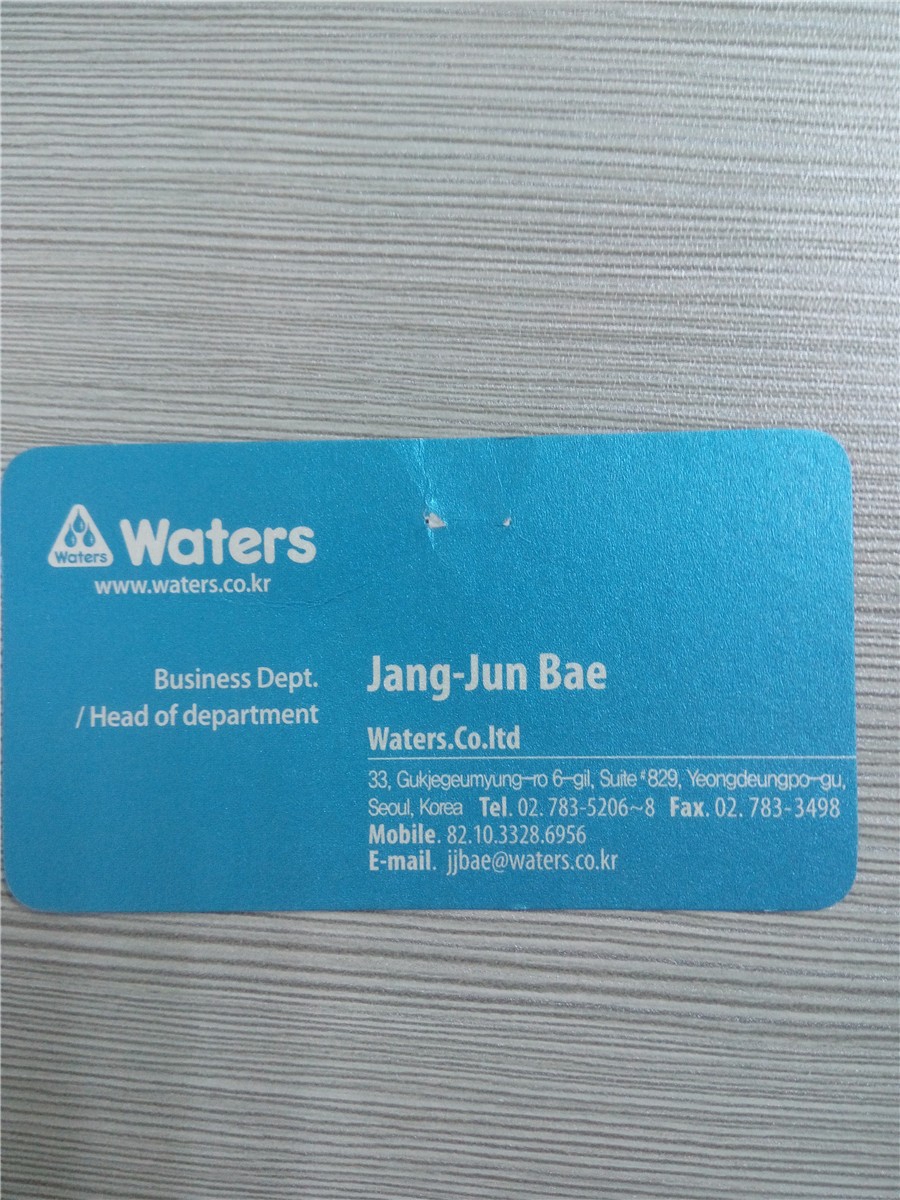 Waters
Waters
www.waters.co.kr
Business Dept.
/ Head of department
Jang-Jun Bae
Waters.Co.ltd
33, Gukjegeumyung-ro 6-gil, Suite #829, Yeongdeungpo-gu,
Seoul, Korea Tel. 02. 783-5206~8 Fax. 02. 783-3498
Mobile. 82.10.3328.6956
E-mail. jjbae@waters.co.kr